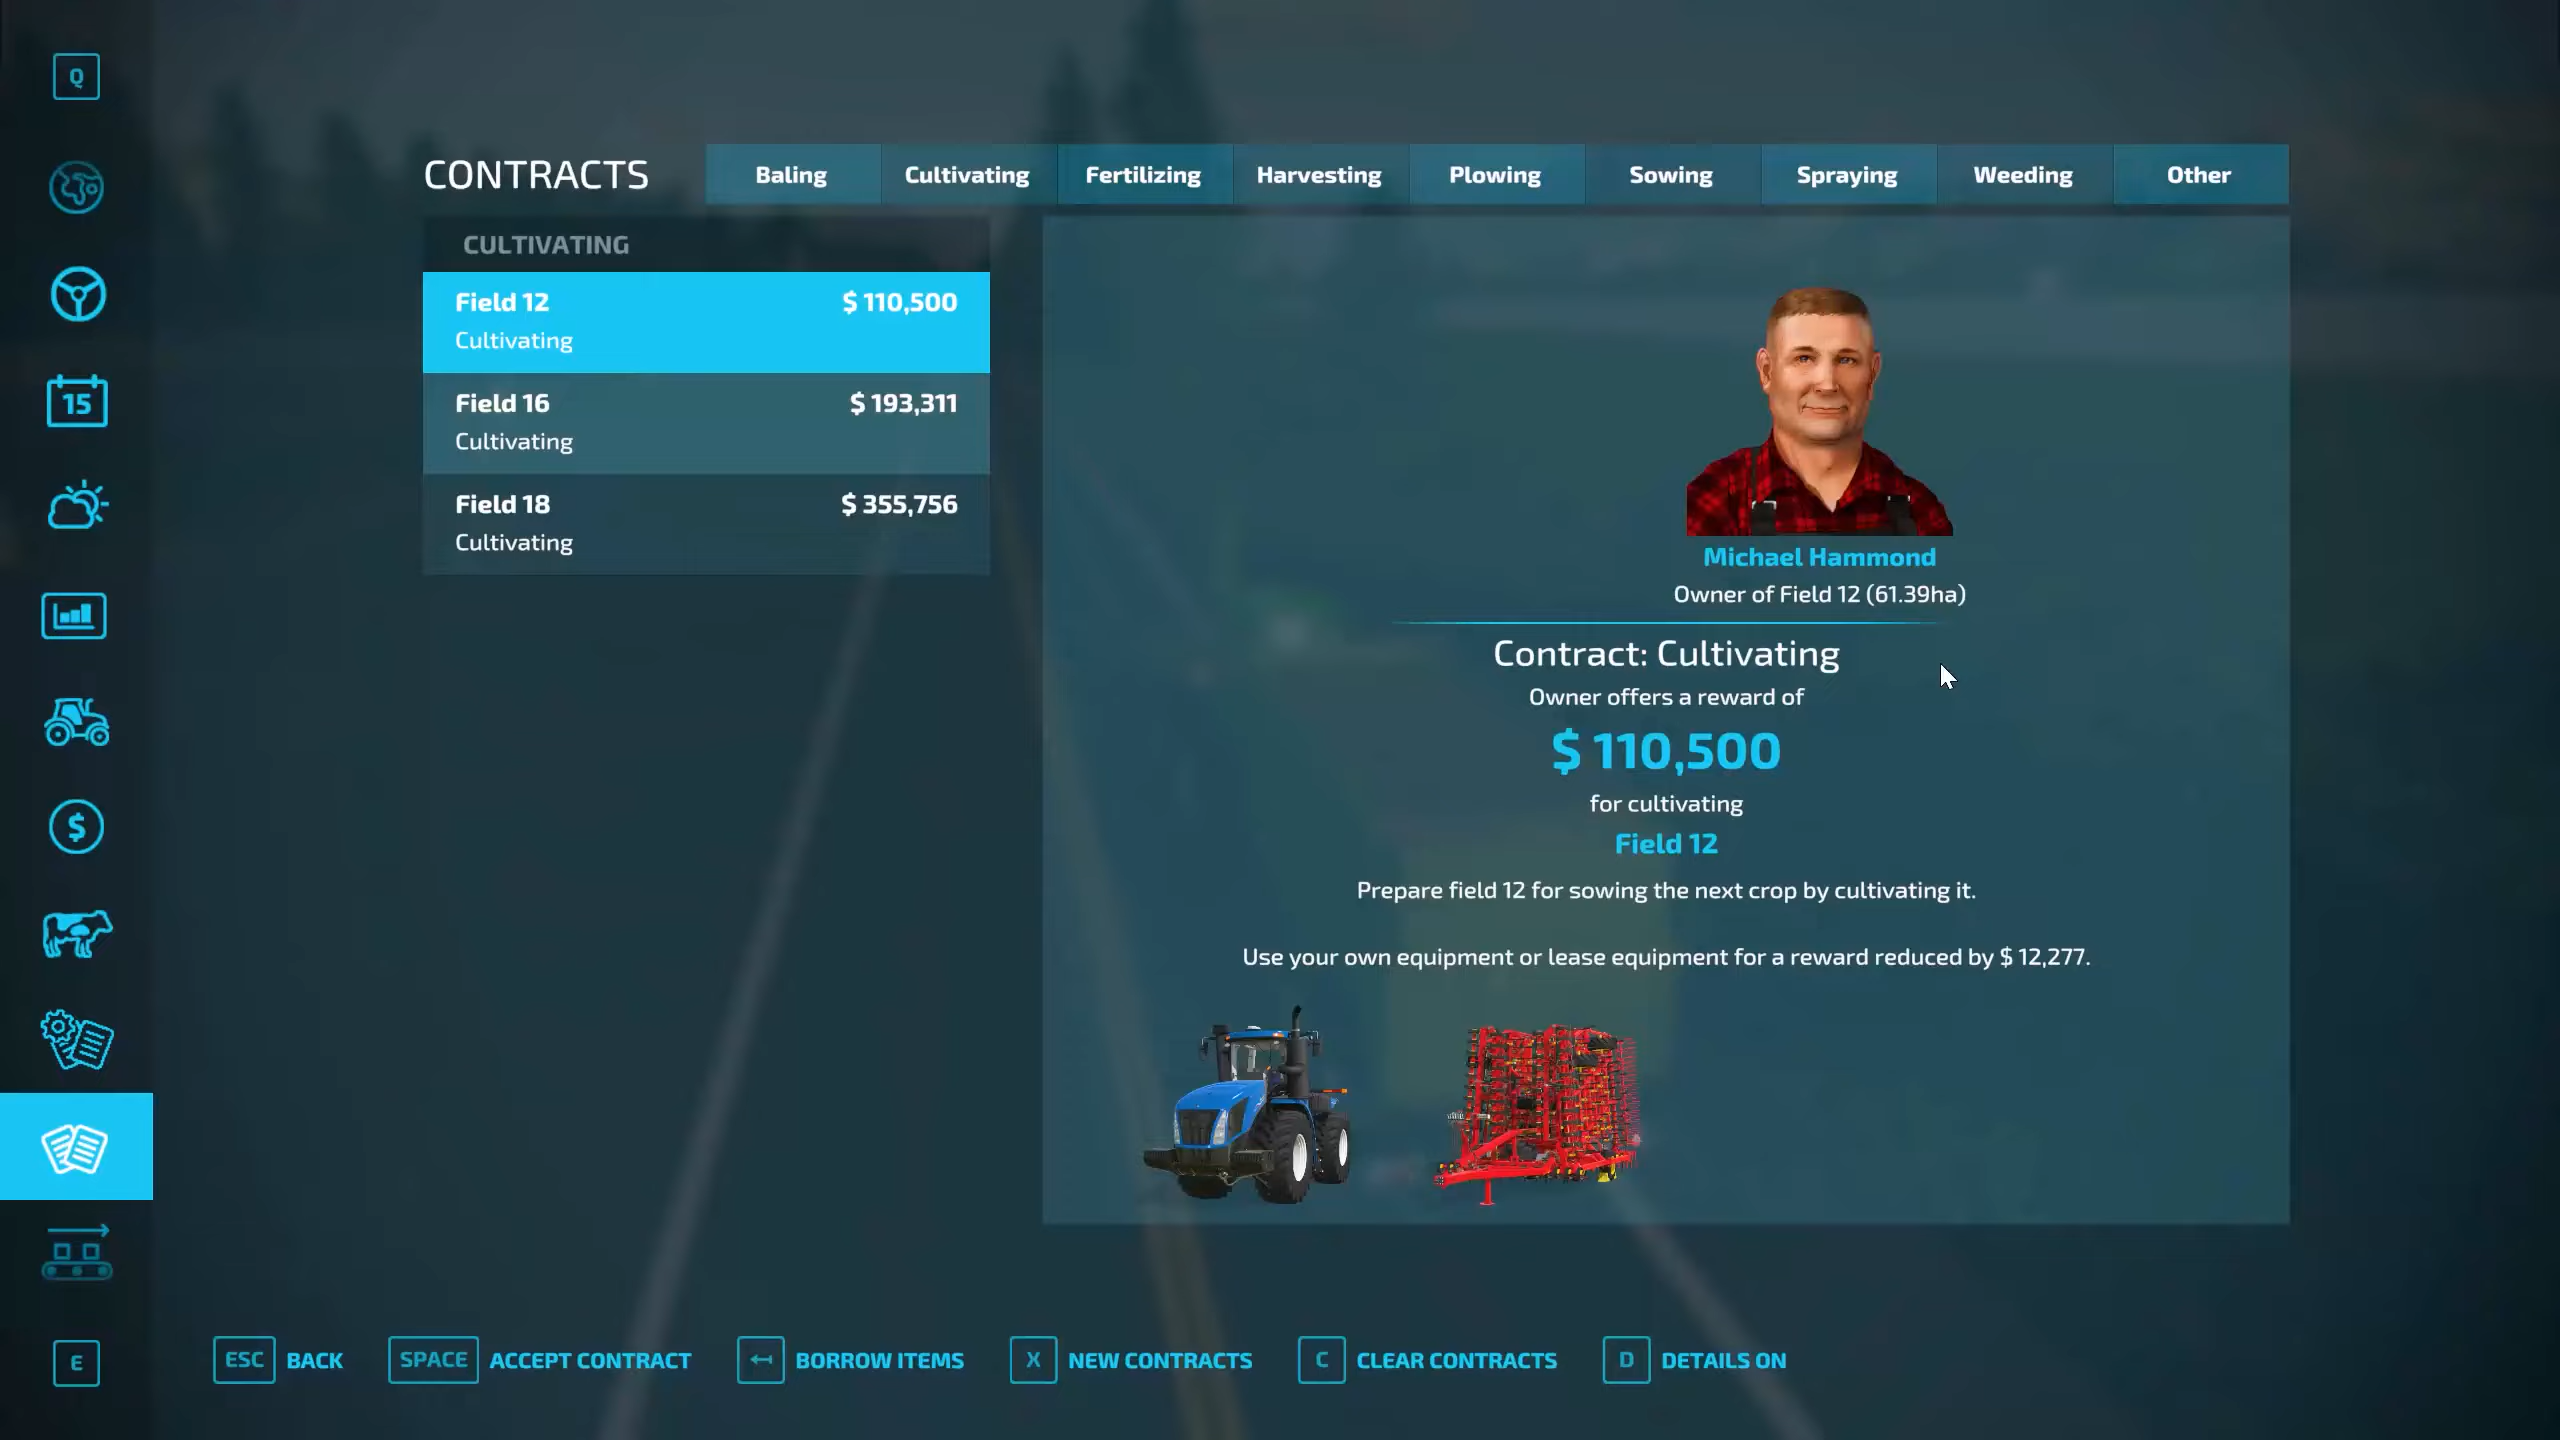 Q
15
CONTRACTS
Baling
Cultivating
Fertilizing
Harvesting
Plowing
Sowing
Spraying
Weeding
Other
CULTIVATING
Field 12 $ 110,500
Cultivating
Field 16 $ 193,311
Cultivating
Field 18 $ 355,756
Cultivating
Michael Hammond
Owner of Field 12 (61.39ha)
Contract: Cultivating
Owner offers a reward of
$ 110,500
for cultivating
Field 12
Prepare field 12 for sowing the next crop by cultivating it.
Use your own equipment or lease equipment for a reward reduced by $ 12,277.
E
ESC BACK
SPACE ACCEPT CONTRACT
BORROW ITEMS
X NEW CONTRACTS
C CLEAR CONTRACTS
D DETAILS ON